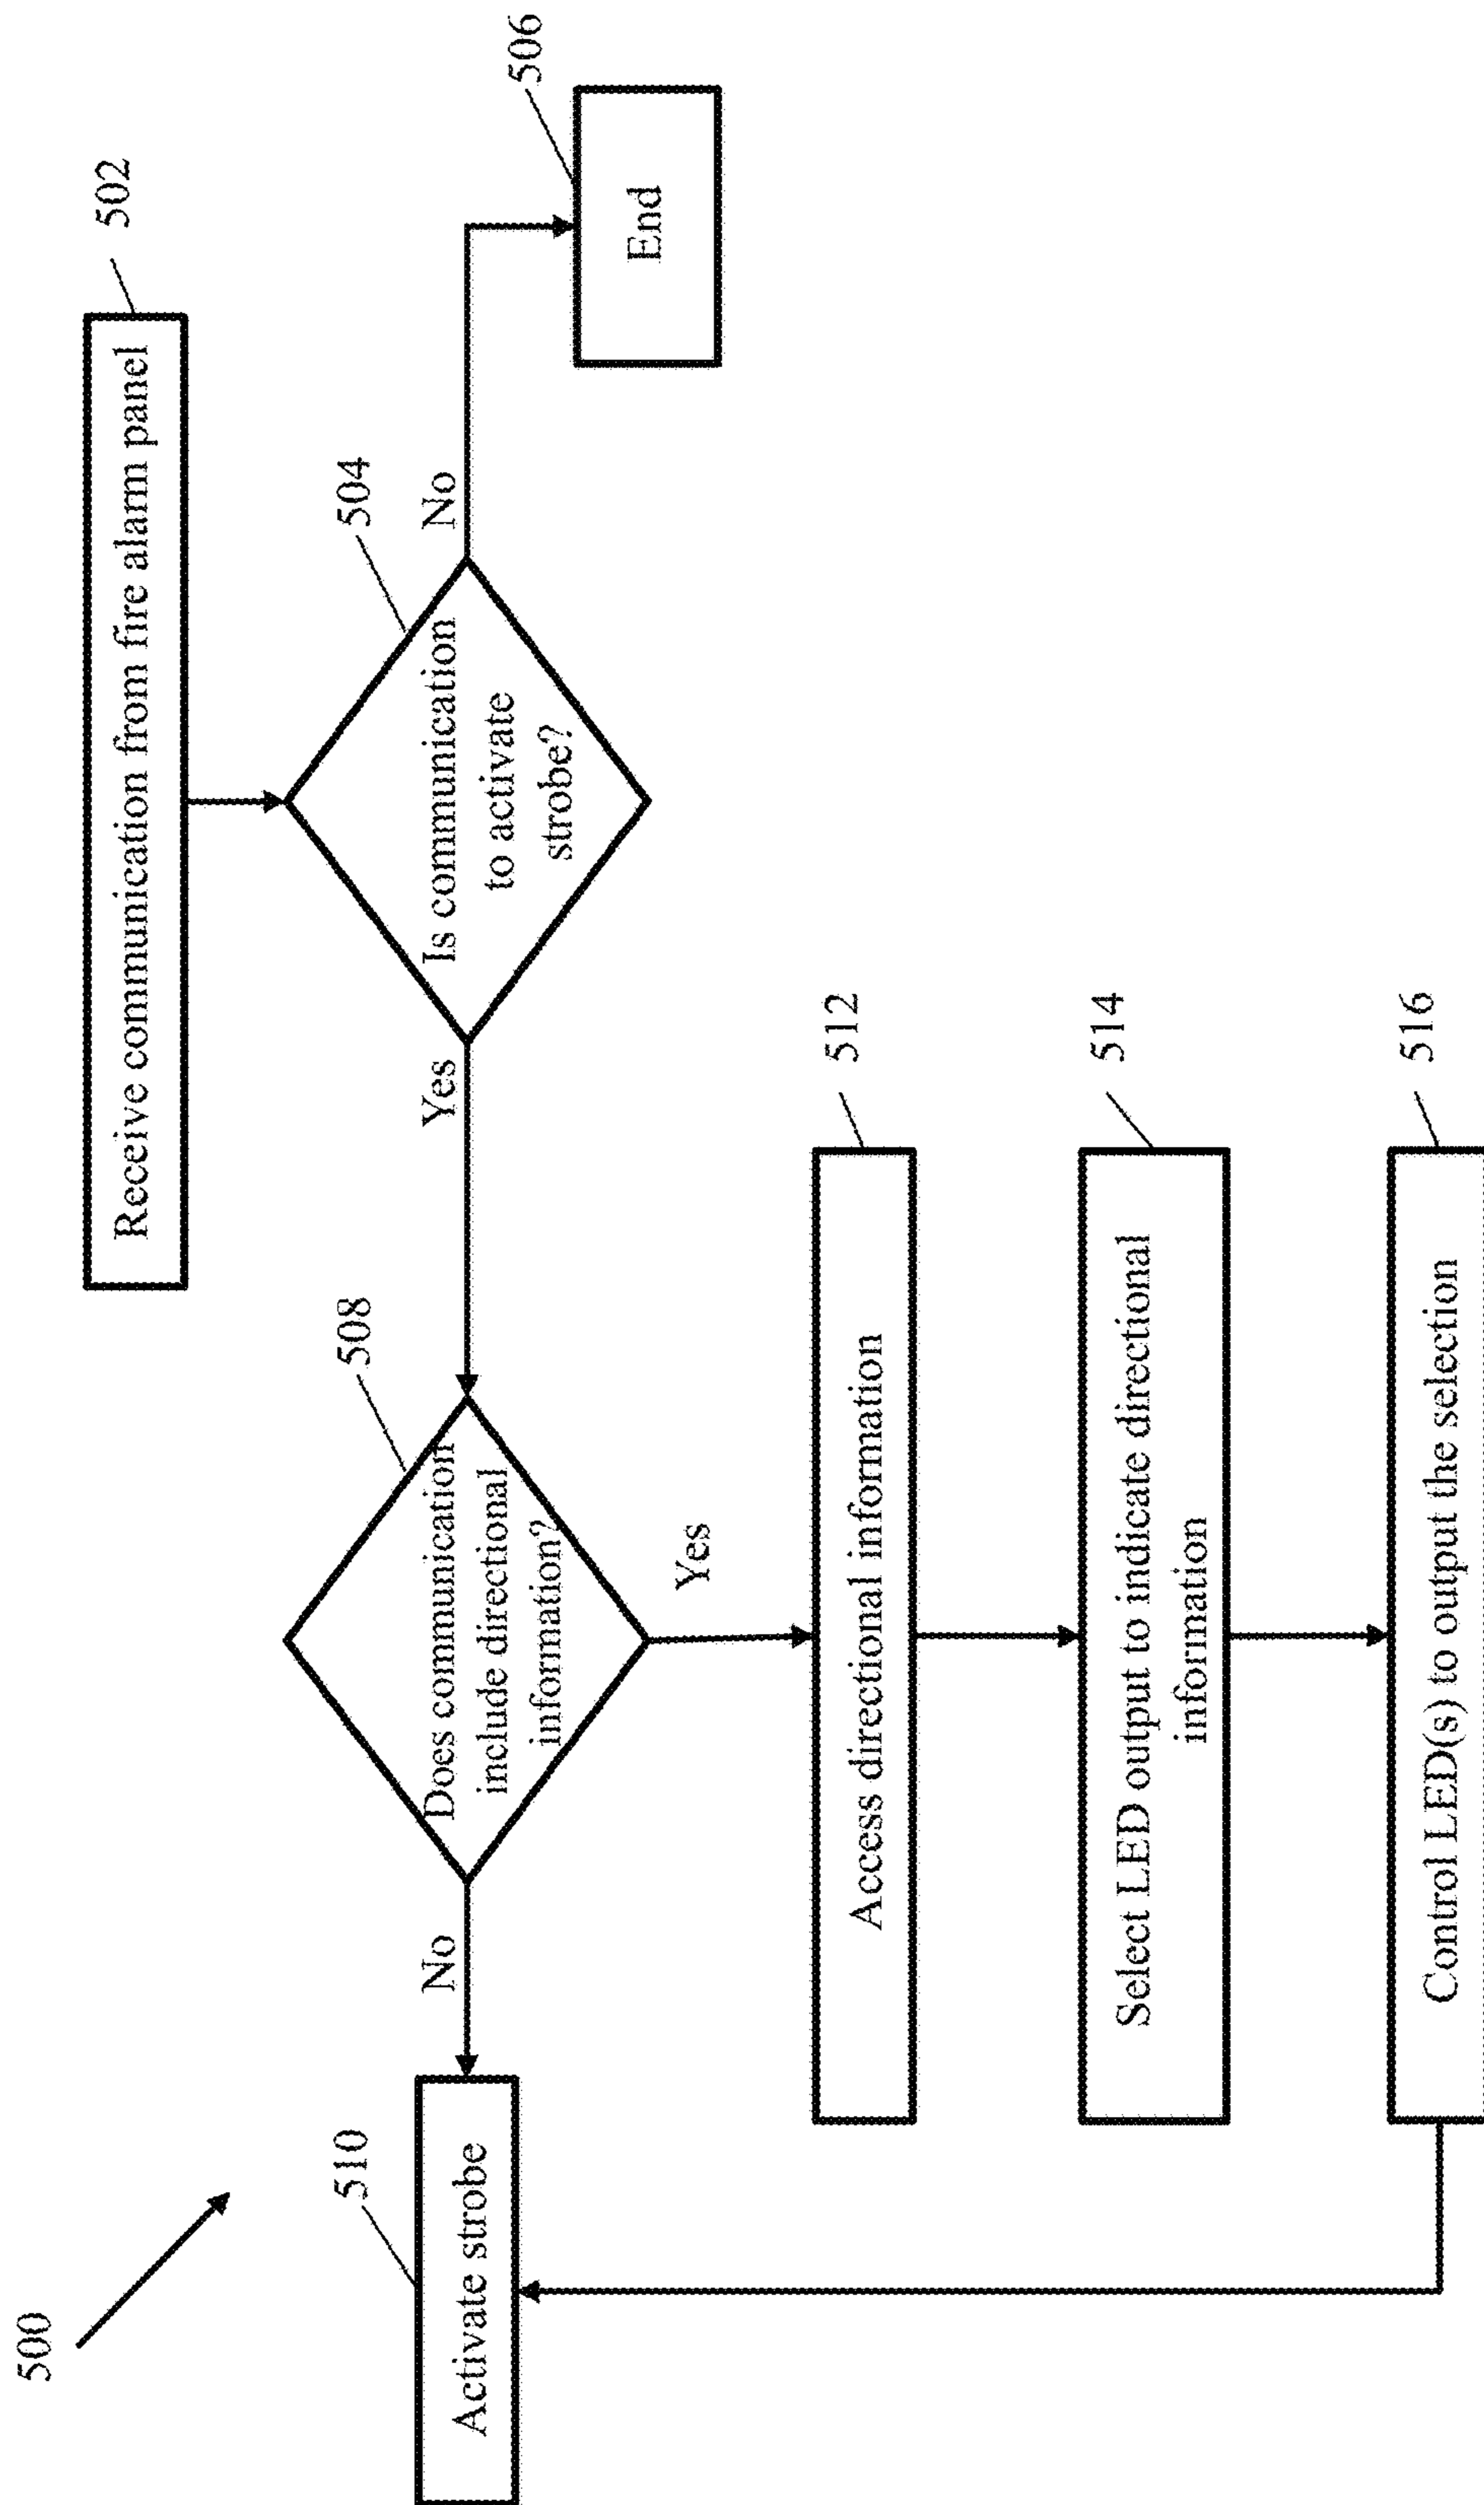 500
502
Receive communication from fire alarm panel
504
Is communication
to activate
strobe?
No
506
End
Yes
508
Does communication
include directional
information?
No
510
Activate strobe
Yes
512
Access directional information
514
Select LED output to indicate directional
information
516
Control LED(s) to output the selection